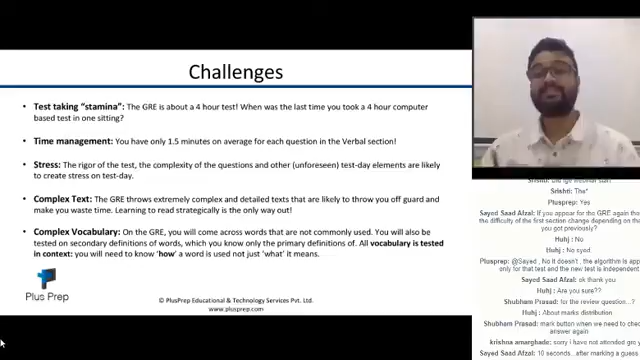 Challenges
• Test taking “stamina”: The GRE is about a 4 hour test! When was the last time you took a 4 hour computer
based test in one sitting?
• Time management: You have only 1.5 minutes on average for each question in the Verbal section!
• Stress: The rigor of the test, the complexity of the questions and other (unforeseen) test-day elements are likely
to create stress on test-day.
• Complex Text: The GRE throws extremely complex and detailed texts that are likely to throw you off guard and
make you waste time. Learning to read strategically is the only way out!
• Complex Vocabulary: On the GRE, you will come across words that are not commonly used. You will also be
tested on secondary definitions of words, which you know only the primary definitions of. All vocabulary is tested
in context: you will need to know ‘how’ a word is used not just ‘what’ it means.
Plus Prep
© PlusPrep Educational & Technology Services Pvt. Ltd.
www.plusprep.com
Srishti: Tha*
Plusprep: Yes
Sayed Saad Afzal: If you appear for the GRE again the
the difficulty of the first section change depending on
you got previously?
Huhj : No
Huhj : No syed
Plusprep: @Sayed , No it doesn't, the algorithm is app
only for that test and the new test is independent
Sayed Saad Afzal: ok thank you
Huhj : Are you sure??
Shubham Prasad: for the review question..?
Huhj : About marks distribution
Shubham Prasad: mark button when we need to chec
answer again
krishna amarghade: sorry i have not attended gre y
Sayed Saad Afzal: 10 seconds.. after marking a guess